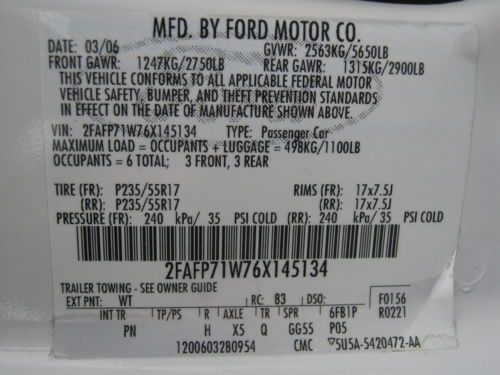 MFD. BY FORD MOTOR CO.
DATE: 03/06 GVWR: 2563KG/5650LB
FRONT GAWR: 1247KG/2750LB REAR GAWR: 1315KG/2900LB
THIS VEHICLE CONFORMS TO ALL APPLICABLE FEDERAL MOTOR
VEHICLE SAFETY, BUMPER, AND THEFT PREVENTION STANDARDS
IN EFFECT ON THE DATE OF MANUFACTURE SHOWN ABOVE.
VIN: 2FAFP71W76X145134 TYPE: Passenger Car
MAXIMUM LOAD = OCCUPANTS + LUGGAGE = 498KG/1100LB
OCCUPANTS = 6 TOTAL; 3 FRONT, 3 REAR
TIRE (FR): P235/55R17 RIMS (FR): 17x7.5J
(RR): P235/55R17 (RR): 17x7.5J
PRESSURE (FR): 240 kPa/ 35 PSI COLD (RR): 240 kPa/ 35 PSI COLD
2FAFP71W76X145134
TRAILER TOWING - SEE OWNER GUIDE
EXT PNT: WT RC: 83 DSO: F0156
INT TR TP/PS R AXLE TR SPR 6FB1P R0221
PN H X5 Q GG55 P05
1200603280954 CMC ▽5U5A-5420472-AA